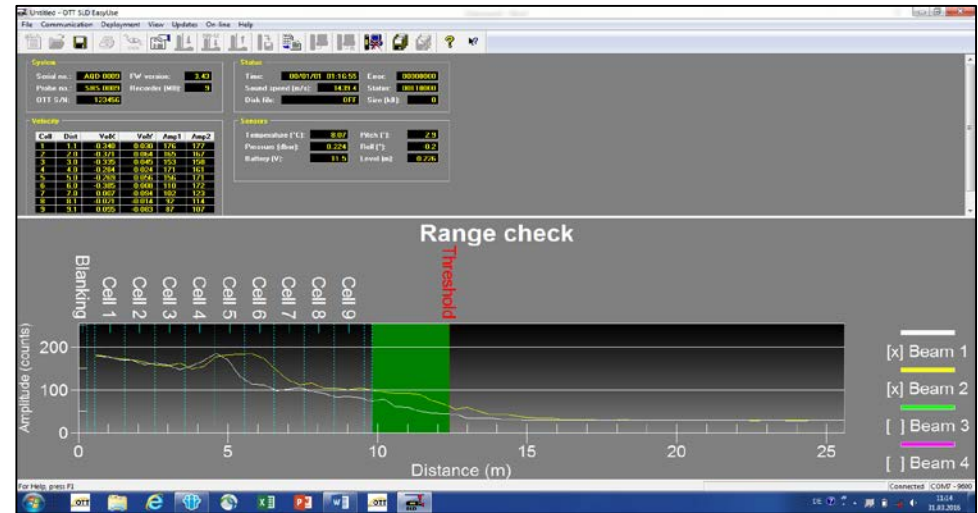 Untitled - OTT SLD EasyUse
File Communication Deployment View Updates On-line Help
System
Serial no.: AQD 0009 FW version: 3.43
Probe no.: SRS 0009 Recorder (MB): 9
OTT S/N: 123456
Status
Time: 00/01/01 01:16:55 Error: 00000000
Sound speed (m/s): 1439.4 Status: 00110000
Disk file: OFF Size (kB): 0
Velocity
Cell Dist VelX VelY Amp1 Amp2
1 1.1 -0.340 0.030 176 177
2 2.0 -0.371 0.064 165 167
3 3.0 -0.335 0.045 153 158
4 4.0 -0.284 0.024 171 161
5 5.0 -0.269 0.056 156 171
6 6.0 -0.385 0.008 110 172
7 7.0 0.007 0.094 102 123
8 8.1 -0.021 -0.014 92 114
9 9.1 0.095 -0.003 87 107
Sensors
Temperature (°C): 8.07 Pitch (°): 2.9
Pressure (dbar): 0.224 Roll (°): -0.2
Battery (V): 11.5 Level (m): 0.226
Range check
Blanking
Cell 1
Cell 2
Cell 3
Cell 4
Cell 5
Cell 6
Cell 7
Cell 8
Cell 9
Threshold
Amplitude (counts)
200
100
0
0 5 10 15 20 25
Distance (m)
[x] Beam 1
[x] Beam 2
[ ] Beam 3
[ ] Beam 4
For Help, press F1
Connected COM7 - 9600
OTT
OTT
DE
11:14
31.03.2016